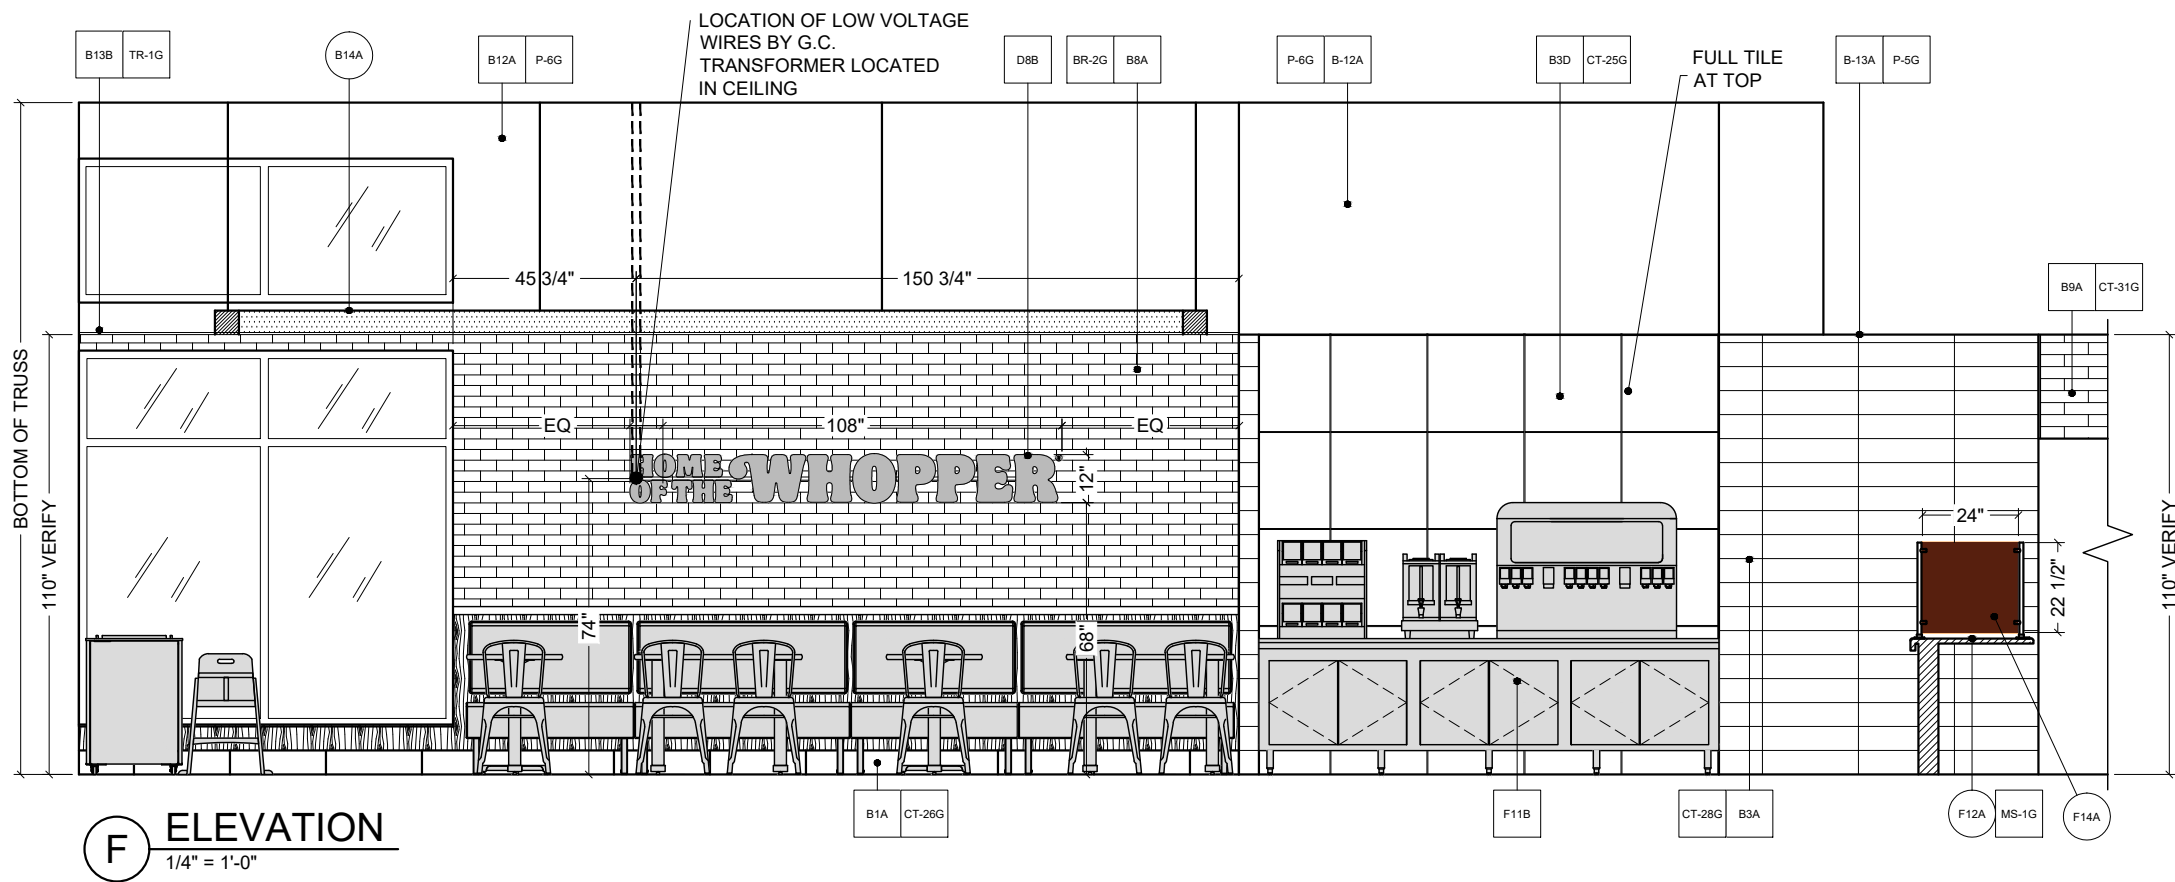 LOCATION OF LOW VOLTAGE
WIRES BY G.C.
TRANSFORMER LOCATED
IN CEILING
B13B TR-1G
B14A
B12A P-6G
D8B
BR-2G B8A
P-6G B-12A
B3D CT-25G
FULL TILE
AT TOP
B-13A P-5G
B9A CT-31G
BOTTOM OF TRUSS
110" VERIFY
45 3/4"
150 3/4"
EQ
108"
EQ
HOME
OF THE
WHOPPER®
12"
74"
68"
24"
22 1/2"
110" VERIFY
B1A CT-26G
F11B
CT-28G B3A
F12A MS-1G
F14A
F ELEVATION
1/4" = 1'-0"